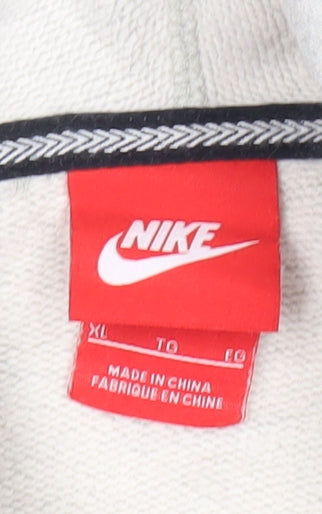 NIKE
XL TG EG
MADE IN CHINA
FABRIQUE EN CHINE